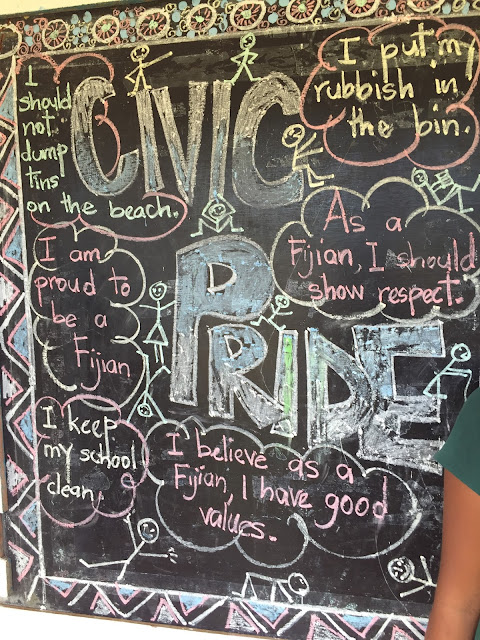 CIVIC
PRIDE
I
should
not
dump
tins
on the beach.
I put my
rubbish in
the bin.
As a
Fijian, I should
show respect.
I am
proud to
be a
Fijian
I keep
my school
clean.
I believe as a
Fijian, I have good
values.